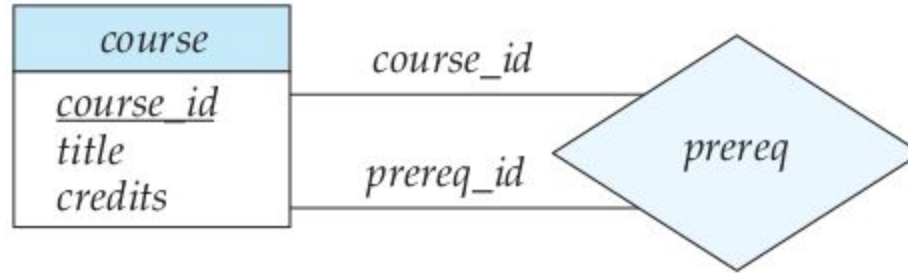 course
course_id
title
credits
course_id
prereq_id
prereq